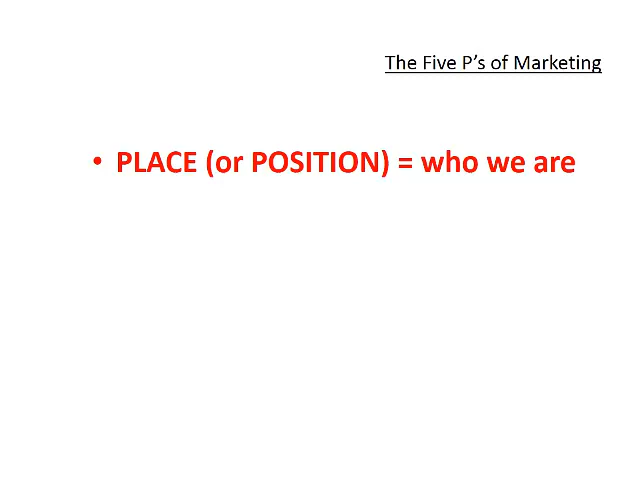 The Five P’s of Marketing
• PLACE (or POSITION) = who we are